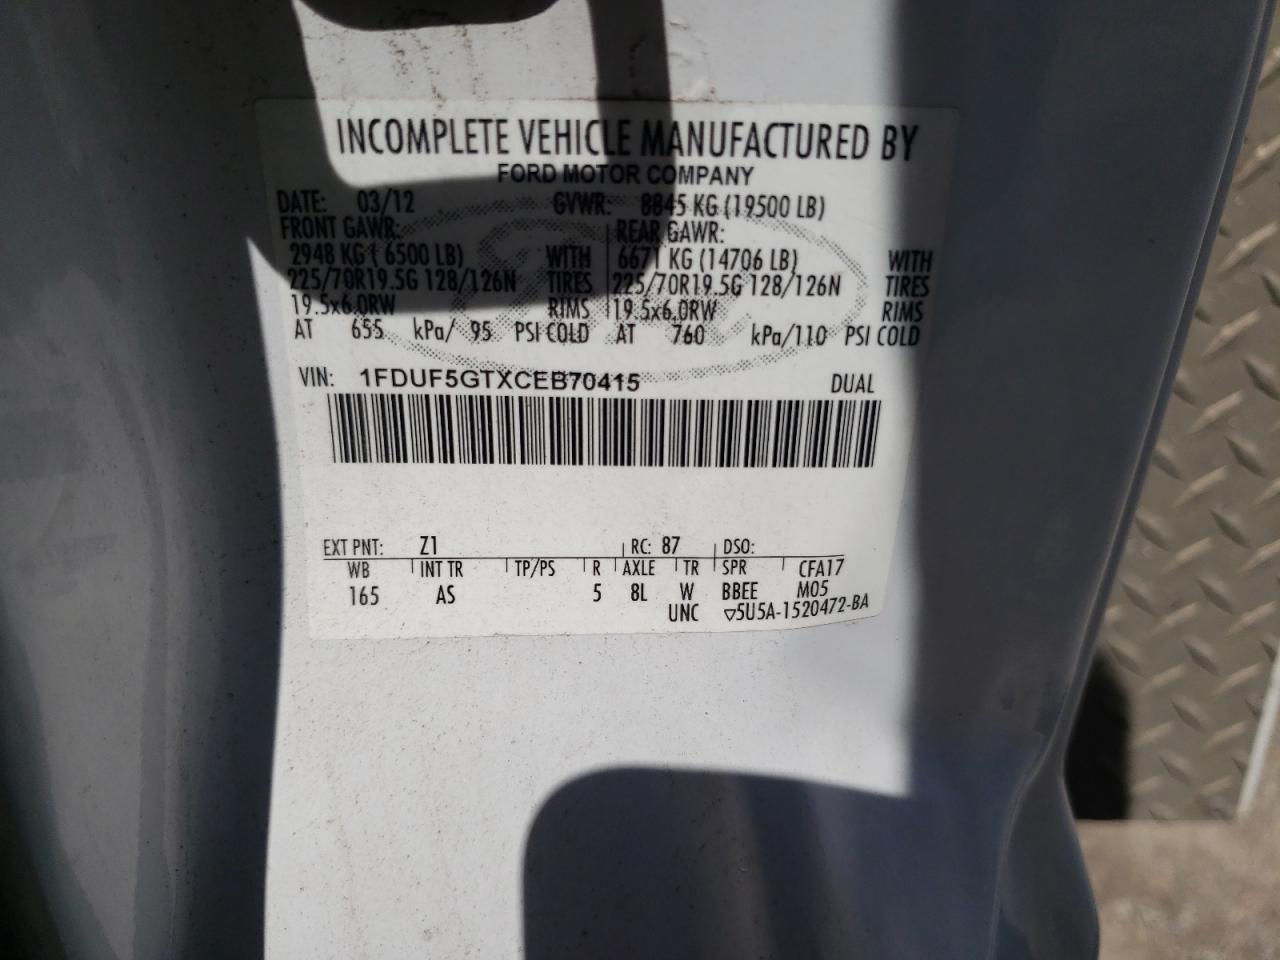 INCOMPLETE VEHICLE MANUFACTURED BY
FORD MOTOR COMPANY
DATE: 03/12 GVWR: 8845 KG (19500 LB)
FRONT GAWR: REAR GAWR:
2948 KG ( 6500 LB) WITH 6671 KG (14706 LB) WITH
225/70R19.5G 128/126N TIRES 225/70R19.5G 128/126N TIRES
19.5x6.0RW RIMS 19.5x6.0RW RIMS
AT 655 kPa/ 95 PSI COLD AT 760 kPa/110 PSI COLD
VIN: 1FDUF5GTXCEB70415 DUAL
EXT PNT: Z1 RC: 87 DSO:
WB INT TR TP/PS R AXLE TR SPR CFA17
165 AS 5 8L W BBEE M05
UNC ▽5U5A-1520472-BA